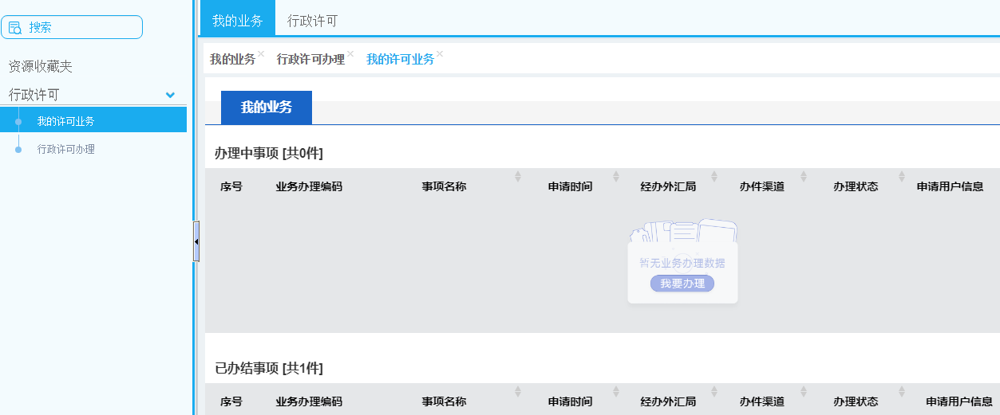 搜索
资源收藏夹
行政许可
我的许可业务
行政许可办理
我的业务 行政许可
我的业务 行政许可办理 我的许可业务
我的业务
办理中事项 [共0件]
序号 业务办理编码 事项名称 申请时间 经办外汇局 办件渠道 办理状态 申请用户信息
暂无业务办理数据
我要办理
已办结事项 [共1件]
序号 业务办理编码 事项名称 申请时间 经办外汇局 办件渠道 办理状态 申请用户信息